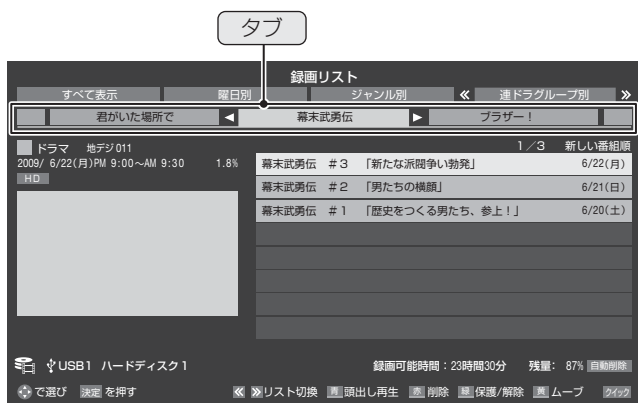 タブ
録画リスト
すべて表示 曜日別 ジャンル別 ≪ 連ドラグループ別 ≫
君がいた場所で ◀ 幕末武勇伝 ▶ ブラザー！
ドラマ 地デジ011 1／3 新しい番組順
2009/ 6/22(月)PM 9:00～AM 9:30 1.8%
HD
幕末武勇伝 ＃３ 「新たな派閥争い勃発」 6/22(月)
幕末武勇伝 ＃２ 「男たちの横顔」 6/21(日)
幕末武勇伝 ＃１ 「歴史をつくる男たち、参上！」 6/20(土)
USB1 ハードディスク1 録画可能時間：23時間30分 残量： 87% 自動削除
で選び 決定 を押す ≪ ≫リスト切換 青 頭出し再生 赤 削除 緑 保護/解除 黄 ムーブ クイック